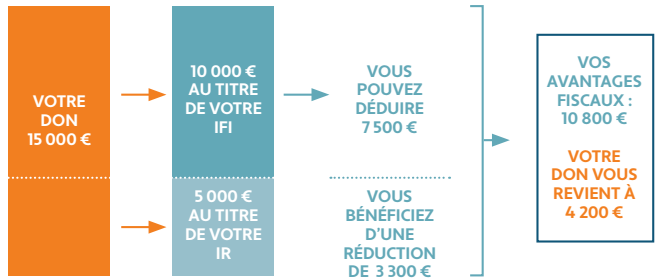 VOTRE
DON
15 000 €
10 000 €
AU TITRE
DE VOTRE
IFI
VOUS
POUVEZ
DÉDUIRE
7 500 €
5 000 €
AU TITRE
DE VOTRE
IR
VOUS
BÉNÉFICIEZ
D’UNE
RÉDUCTION
DE 3 300 €
VOS
AVANTAGES
FISCAUX :
10 800 €
VOTRE
DON VOUS
REVIENT À
4 200 €